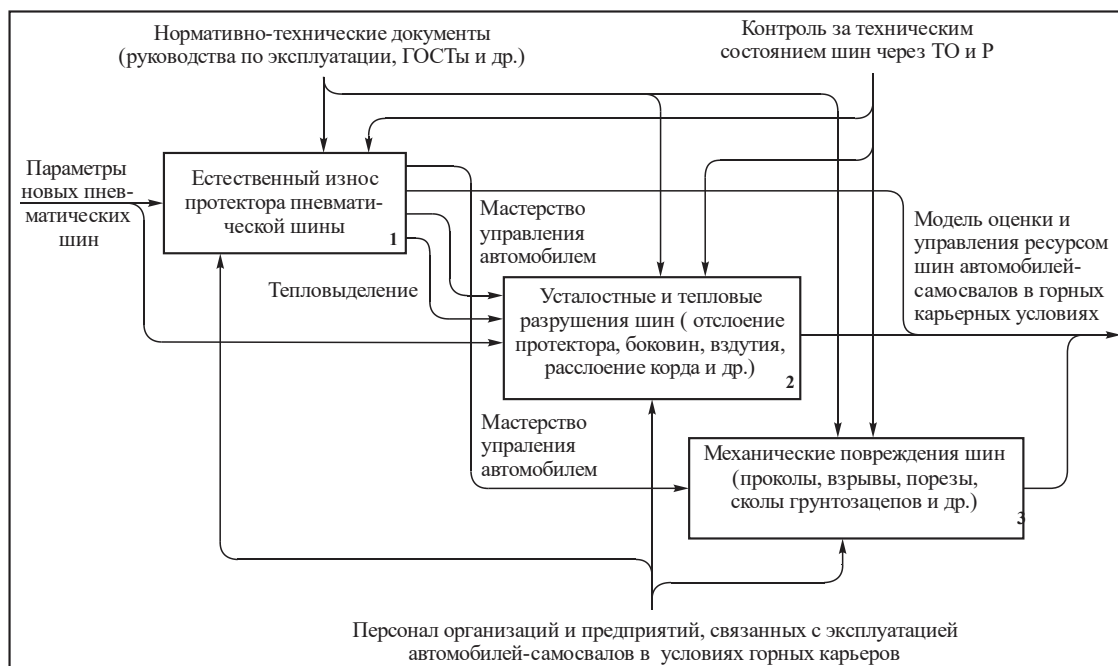 Нормативно-технические документы
(руководства по эксплуатации, ГОСТы и др.)
Контроль за техническим
состоянием шин через ТО и Р
Параметры
новых пнев-
матических
шин
Естественный износ
протектора пневмати-
ческой шины
1
Мастерство
управления
автомобилем
Тепловыделение
Модель оценки и
управления ресурсом
шин автомобилей-
самосвалов в горных
карьерных условиях
Усталостные и тепловые
разрушения шин ( отслоение
протектора, боковин, вздутия,
расслоение корда и др.)
2
Мастерство
упраления
автомобилем
Механические повреждения шин
(проколы, взрывы, порезы,
сколы грунтозацепов и др.)
3
Персонал организаций и предприятий, связанных с эксплуатацией
автомобилей-самосвалов в условиях горных карьеров